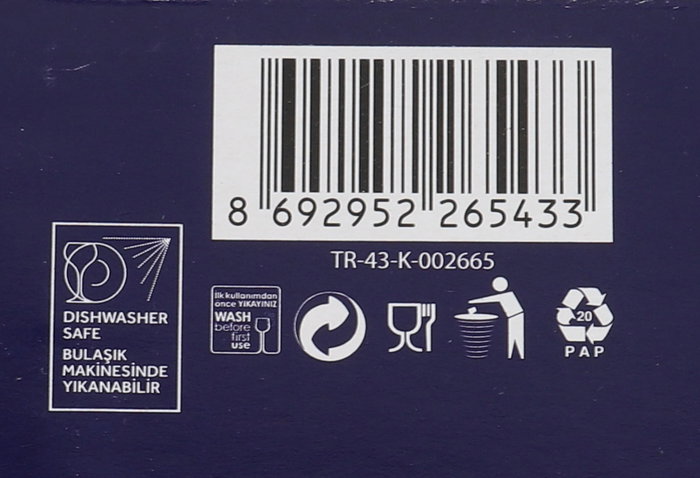 8 692952 265433
TR-43-K-002665
DISHWASHER
SAFE
BULAŞIK
MAKİNESİNDE
YIKANABİLİR
İlk kullanımdan
önce YIKAYINIZ
WASH
before
first
use
20
PAP